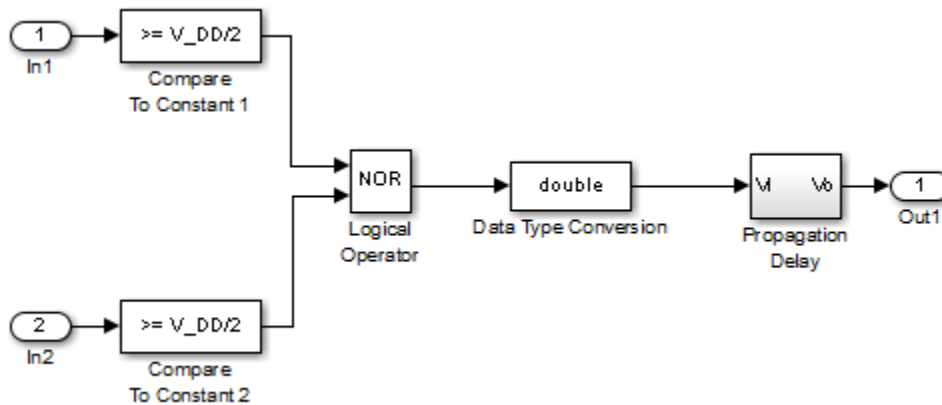 1
In1
>= V_DD/2
Compare
To Constant 1
NOR
Logical
Operator
double
Data Type Conversion
Vi Vo
Propagation
Delay
1
Out1
2
In2
>= V_DD/2
Compare
To Constant 2